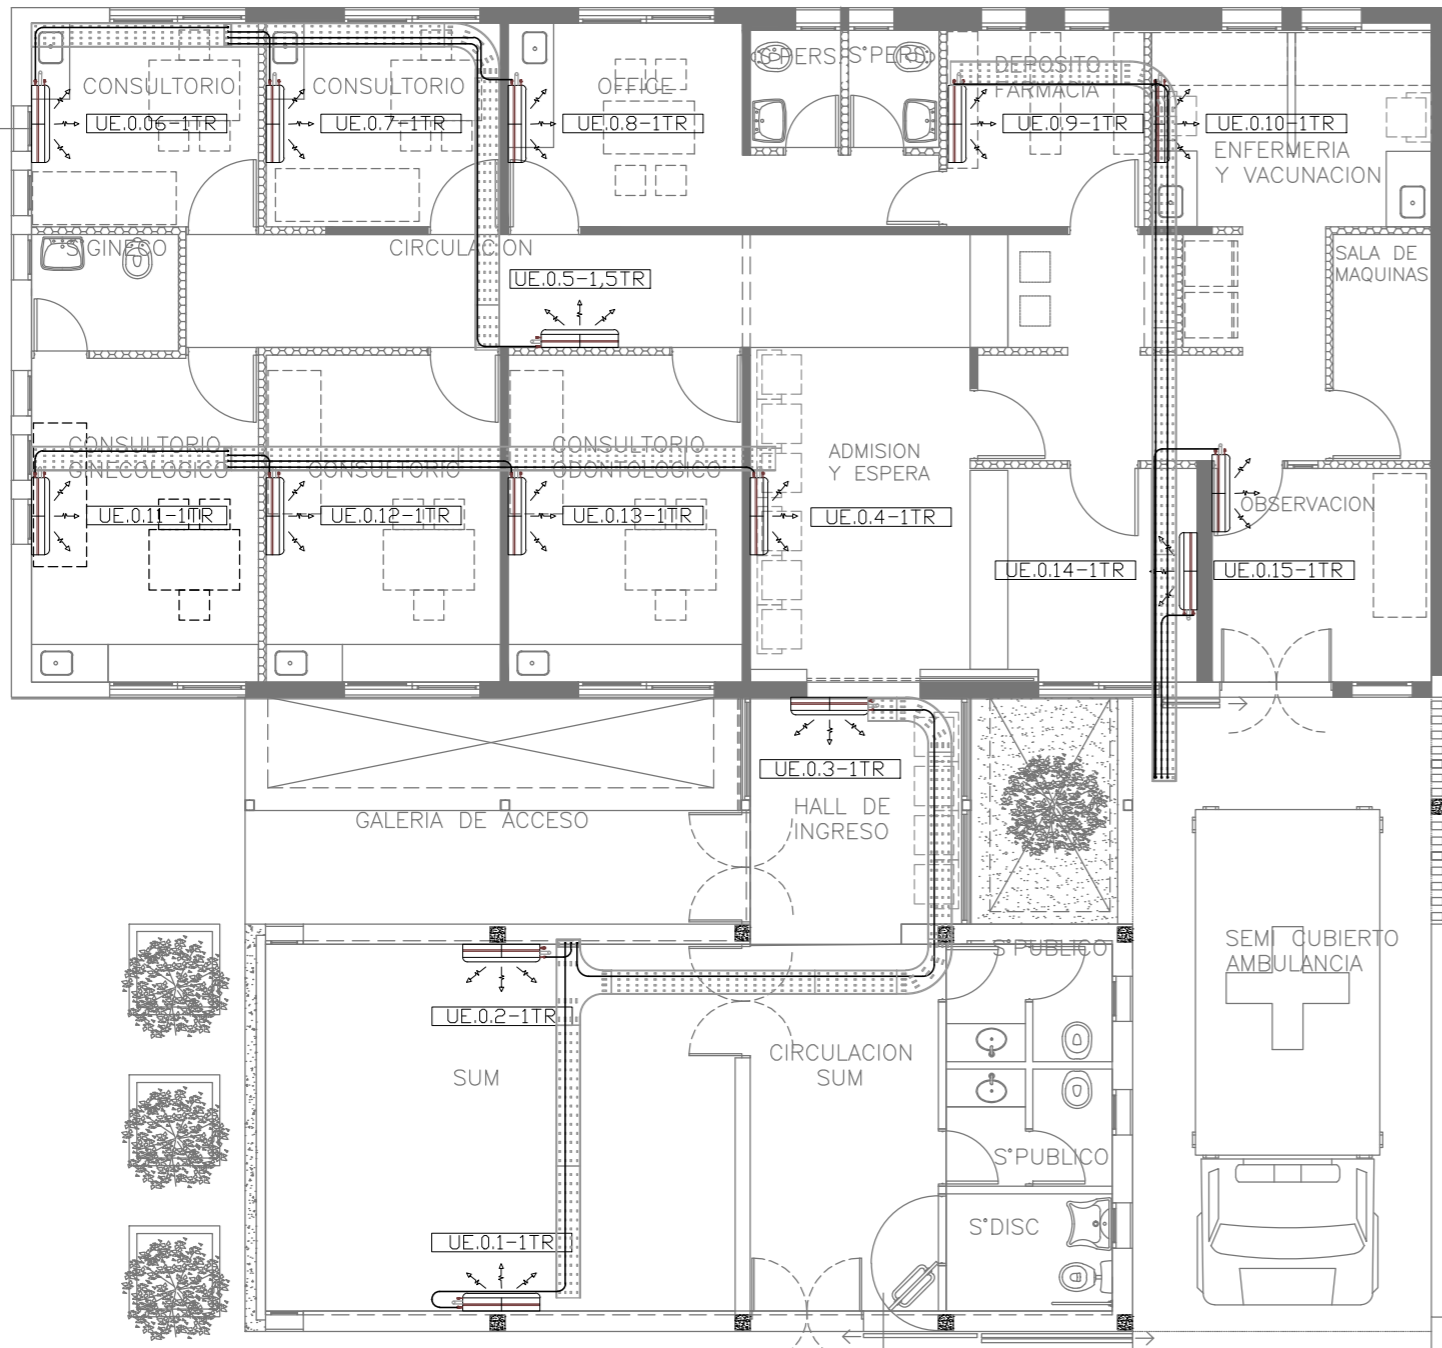 S°PERS.
S°PERS.
CONSULTORIO
CONSULTORIO
OFFICE
DEPOSITO
FARMACIA
UE.0.06-1TR
UE.0.7-1TR
UE.0.8-1TR
UE.0.9-1TR
UE.0.10-1TR
ENFERMERIA
Y VACUNACION
S°GINECO
CIRCULACION
SALA DE
MAQUINAS
UE.0.5-1,5TR
CONSULTORIO
GINECOLOGICO
CONSULTORIO
CONSULTORIO
ODONTOLOGICO
ADMISION
Y ESPERA
OBSERVACION
UE.0.11-1TR
UE.0.12-1TR
UE.0.13-1TR
UE.0.4-1TR
UE.0.14-1TR
UE.0.15-1TR
UE.0.3-1TR
HALL DE
INGRESO
GALERIA DE ACCESO
S°PUBLICO
SEMI CUBIERTO
AMBULANCIA
UE.0.2-1TR
SUM
CIRCULACION
SUM
S°PUBLICO
S°DISC
UE.0.1-1TR